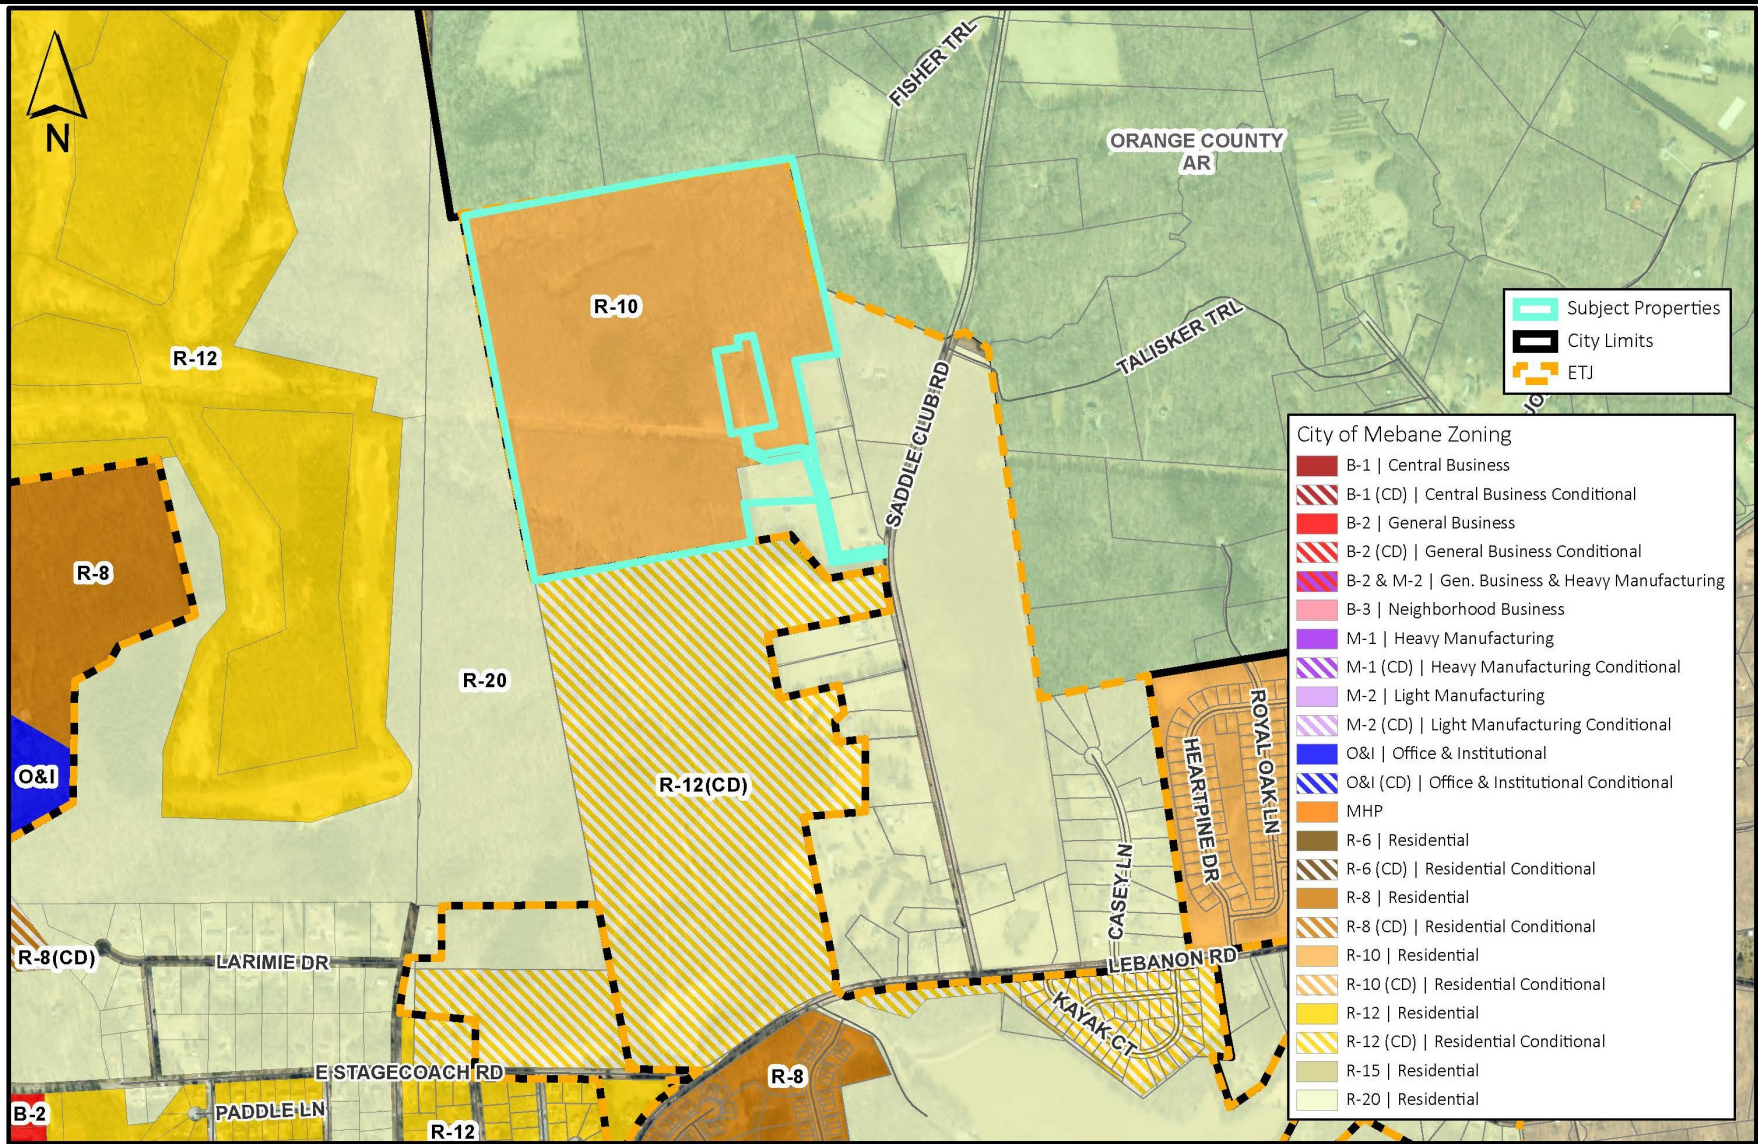 N
FISHER TRL
ORANGE COUNTY
AR
R-10
R-12
TALISKER TRL
SADDLE CLUB RD
Subject Properties
City Limits
ETJ
JO
City of Mebane Zoning
B-1 | Central Business
B-1 (CD) | Central Business Conditional
B-2 | General Business
B-2 (CD) | General Business Conditional
B-2 & M-2 | Gen. Business & Heavy Manufacturing
B-3 | Neighborhood Business
M-1 | Heavy Manufacturing
M-1 (CD) | Heavy Manufacturing Conditional
M-2 | Light Manufacturing
M-2 (CD) | Light Manufacturing Conditional
O&I | Office & Institutional
O&I (CD) | Office & Institutional Conditional
MHP
R-6 | Residential
R-6 (CD) | Residential Conditional
R-8 | Residential
R-8 (CD) | Residential Conditional
R-10 | Residential
R-10 (CD) | Residential Conditional
R-12 | Residential
R-12 (CD) | Residential Conditional
R-15 | Residential
R-20 | Residential
R-8
R-20
O&I
R-12(CD)
ROYAL OAK LN
HEARTPINE DR
CASEY LN
R-8(CD)
LARIMIE DR
LEBANON RD
KAYAK CT
E STAGECOACH RD
R-8
B-2
PADDLE LN
R-12